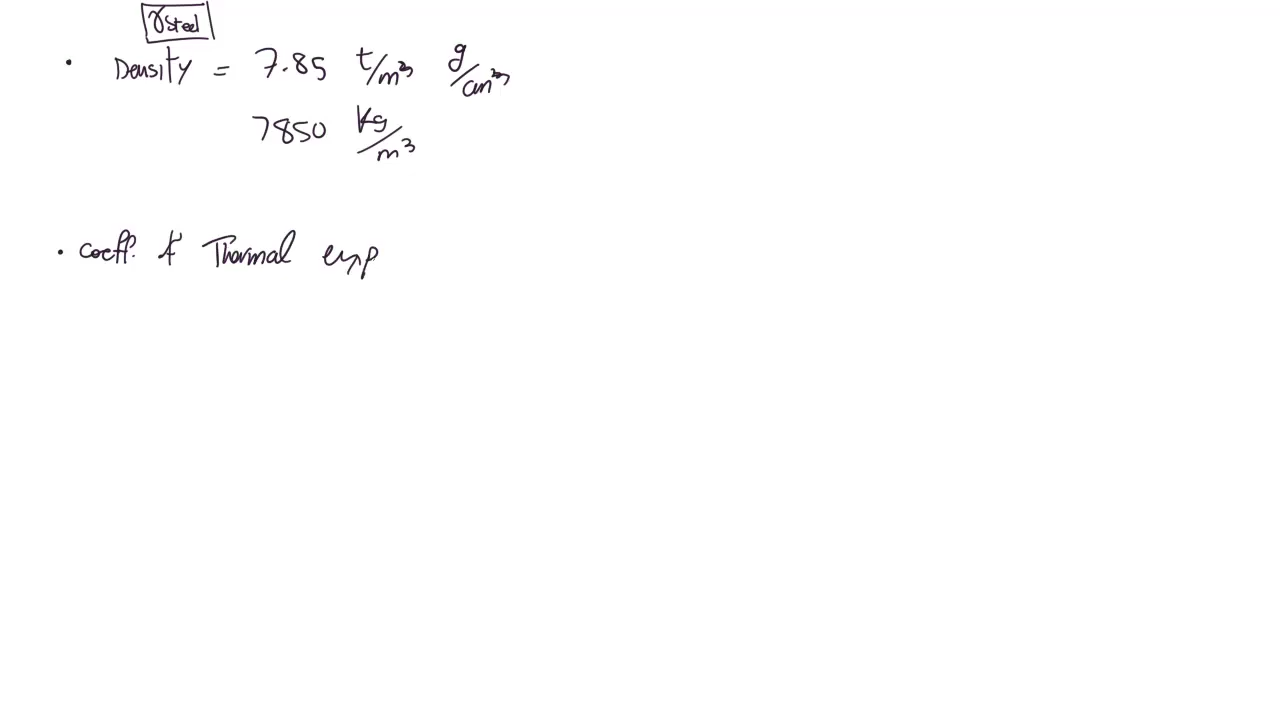 γsteel
• Density = 7.85 t/m³ g/cm³
7850 kg/m³
• Coeff. of Thermal exp